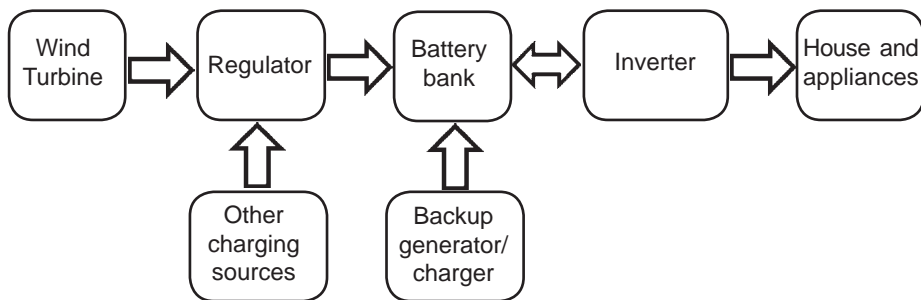 Wind
Turbine
Regulator
Battery
bank
Inverter
House and
appliances
Other
charging
sources
Backup
generator/
charger